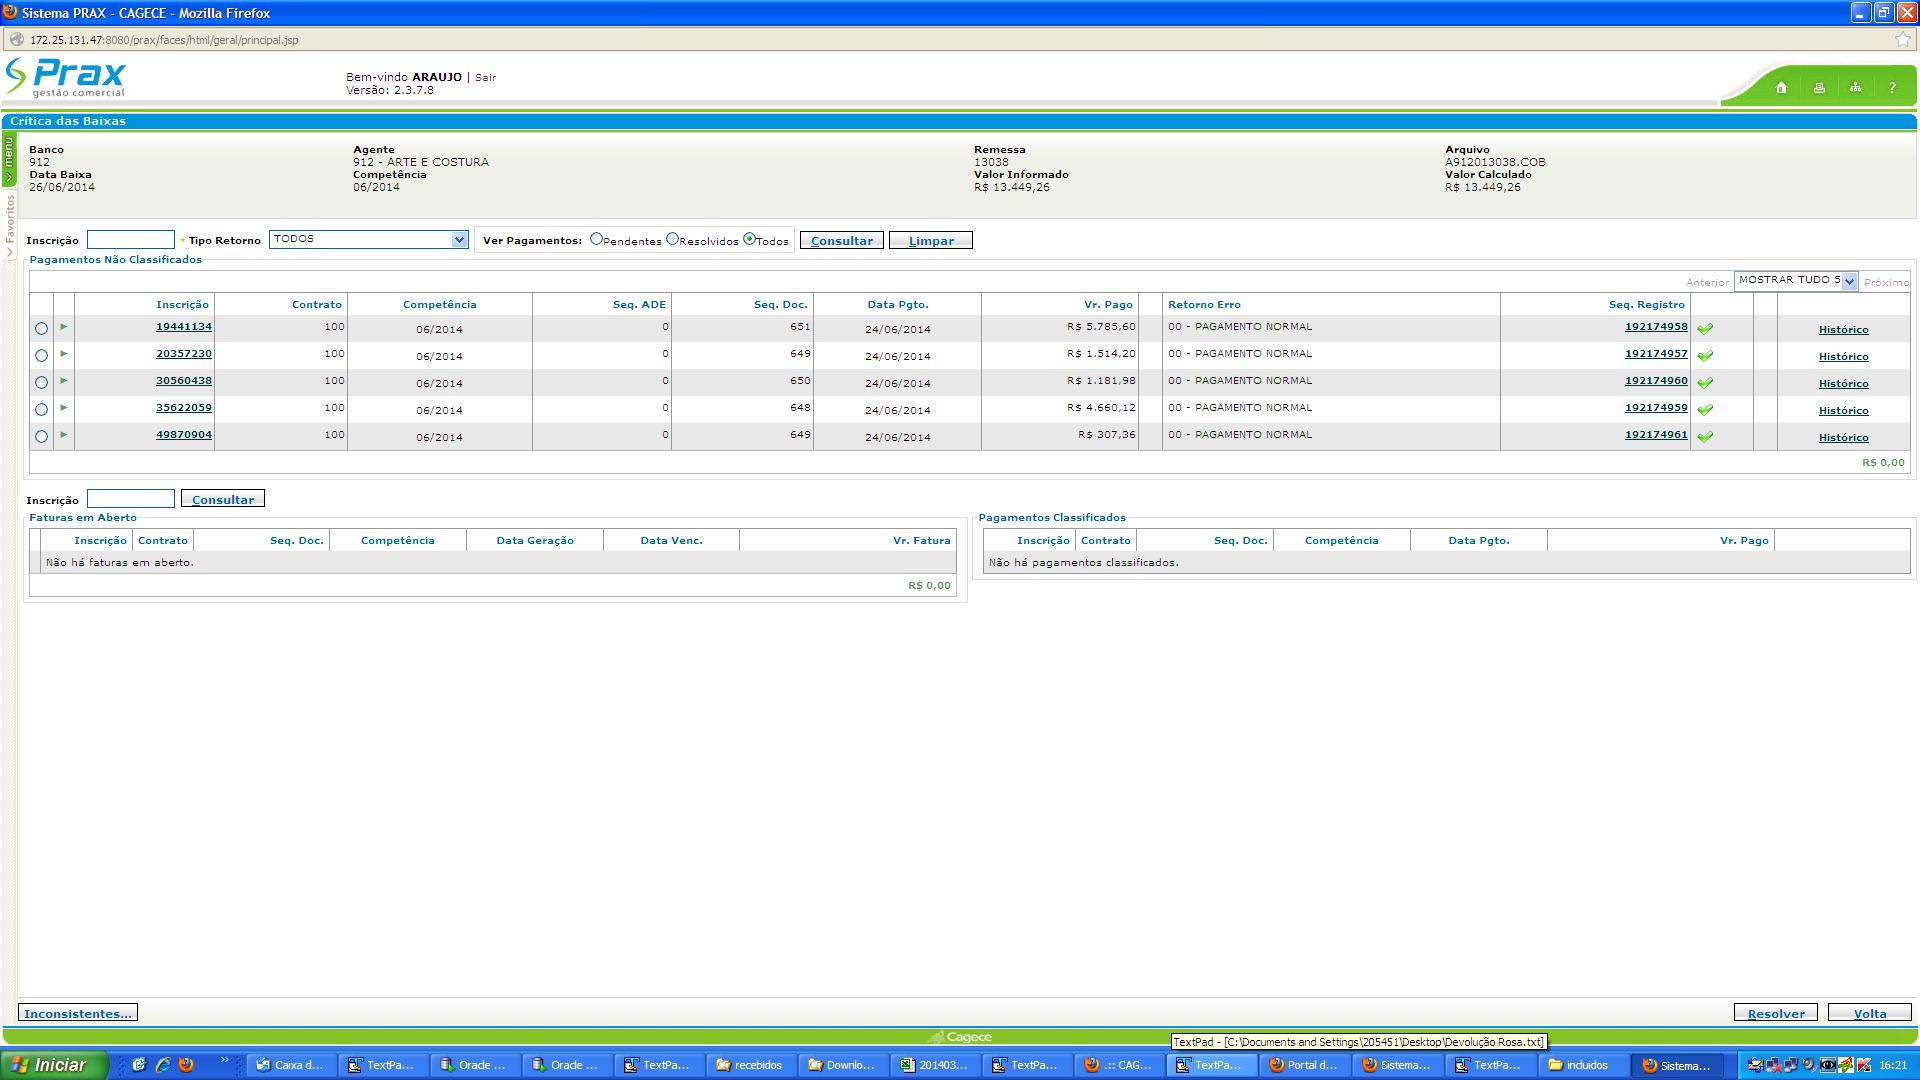 Sistema PRAX - CAGECE - Mozilla Firefox
172.25.131.47:8080/prax/faces/html/geral/principal.jsp
Prax
gestão comercial
Bem-vindo ARAUJO | Sair
Versão: 2.3.7.8
?
Crítica das Baixas
> menu
> Favoritos
Banco Agente Remessa Arquivo
912 912 - ARTE E COSTURA 13038 A912013038.COB
Data Baixa Competência Valor Informado Valor Calculado
26/06/2014 06/2014 R$ 13.449,26 R$ 13.449,26
Inscrição * Tipo Retorno TODOS Ver Pagamentos: Pendentes Resolvidos Todos Consultar Limpar
Pagamentos Não Classificados
Anterior MOSTRAR TUDO 5 Próximo
Inscrição Contrato Competência Seq. ADE Seq. Doc. Data Pgto. Vr. Pago Retorno Erro Seq. Registro
19441134 100 06/2014 0 651 24/06/2014 R$ 5.785,60 00 - PAGAMENTO NORMAL 192174958 Histórico
20357230 100 06/2014 0 649 24/06/2014 R$ 1.514,20 00 - PAGAMENTO NORMAL 192174957 Histórico
30560438 100 06/2014 0 650 24/06/2014 R$ 1.181,98 00 - PAGAMENTO NORMAL 192174960 Histórico
35622059 100 06/2014 0 648 24/06/2014 R$ 4.660,12 00 - PAGAMENTO NORMAL 192174959 Histórico
49870904 100 06/2014 0 649 24/06/2014 R$ 307,36 00 - PAGAMENTO NORMAL 192174961 Histórico
R$ 0,00
Inscrição Consultar
Faturas em Aberto
Inscrição Contrato Seq. Doc. Competência Data Geração Data Venc. Vr. Fatura
Não há faturas em aberto.
R$ 0,00
Pagamentos Classificados
Inscrição Contrato Seq. Doc. Competência Data Pgto. Vr. Pago
Não há pagamentos classificados.
Inconsistentes... Resolver Volta
Cagece
TextPad - [C:\Documents and Settings\205451\Desktop\Devolução Rosa.txt]
Iniciar » Caixa d... TextPa... Oracle ... Oracle ... TextPa... recebidos Downlo... 201403... TextPa... .:: CAG... TextPa... Portal d... Sistema... TextPa... incluidos Sistema... 16:21